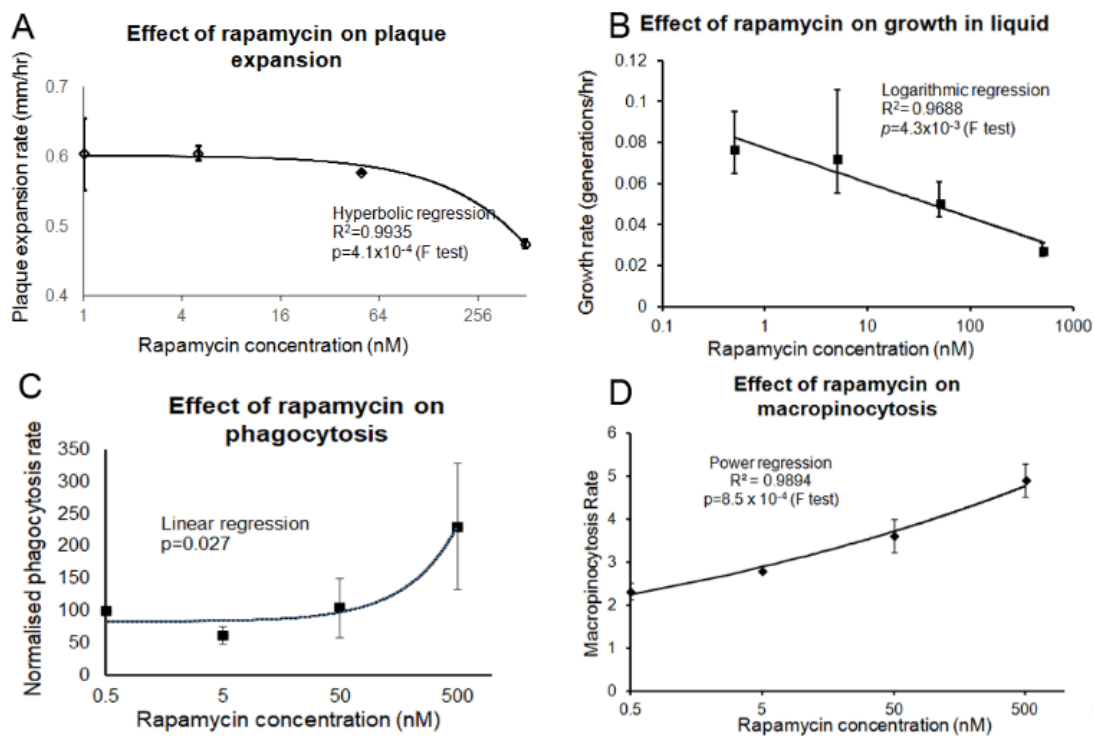 A
Effect of rapamycin on plaque
expansion
Plaque expansion rate (mm/hr)
0.7
0.6
0.5
0.4
Hyperbolic regression
R²=0.9935
p=4.1x10⁻⁴ (F test)
1 4 16 64 256
Rapamycin concentration (nM)
B
Effect of rapamycin on growth in liquid
Growth rate (generations/hr)
0.12
0.1
0.08
0.06
0.04
0.02
0
Logarithmic regression
R²= 0.9688
p=4.3x10⁻³ (F test)
0.1 1 10 100 1000
Rapamycin concentration (nM)
C
Effect of rapamycin on
phagocytosis
Normalised phagocytosis rate
350
300
250
200
150
100
50
0
Linear regression
p=0.027
0.5 5 50 500
Rapamycin concentration (nM)
D
Effect of rapamycin on
macropinocytosis
Macropinocytosis Rate
6
5
4
3
2
1
0
Power regression
R² = 0.9894
p=8.5 x 10⁻⁴ (F test)
0.5 5 50 500
Rapamycin concentration (nM)